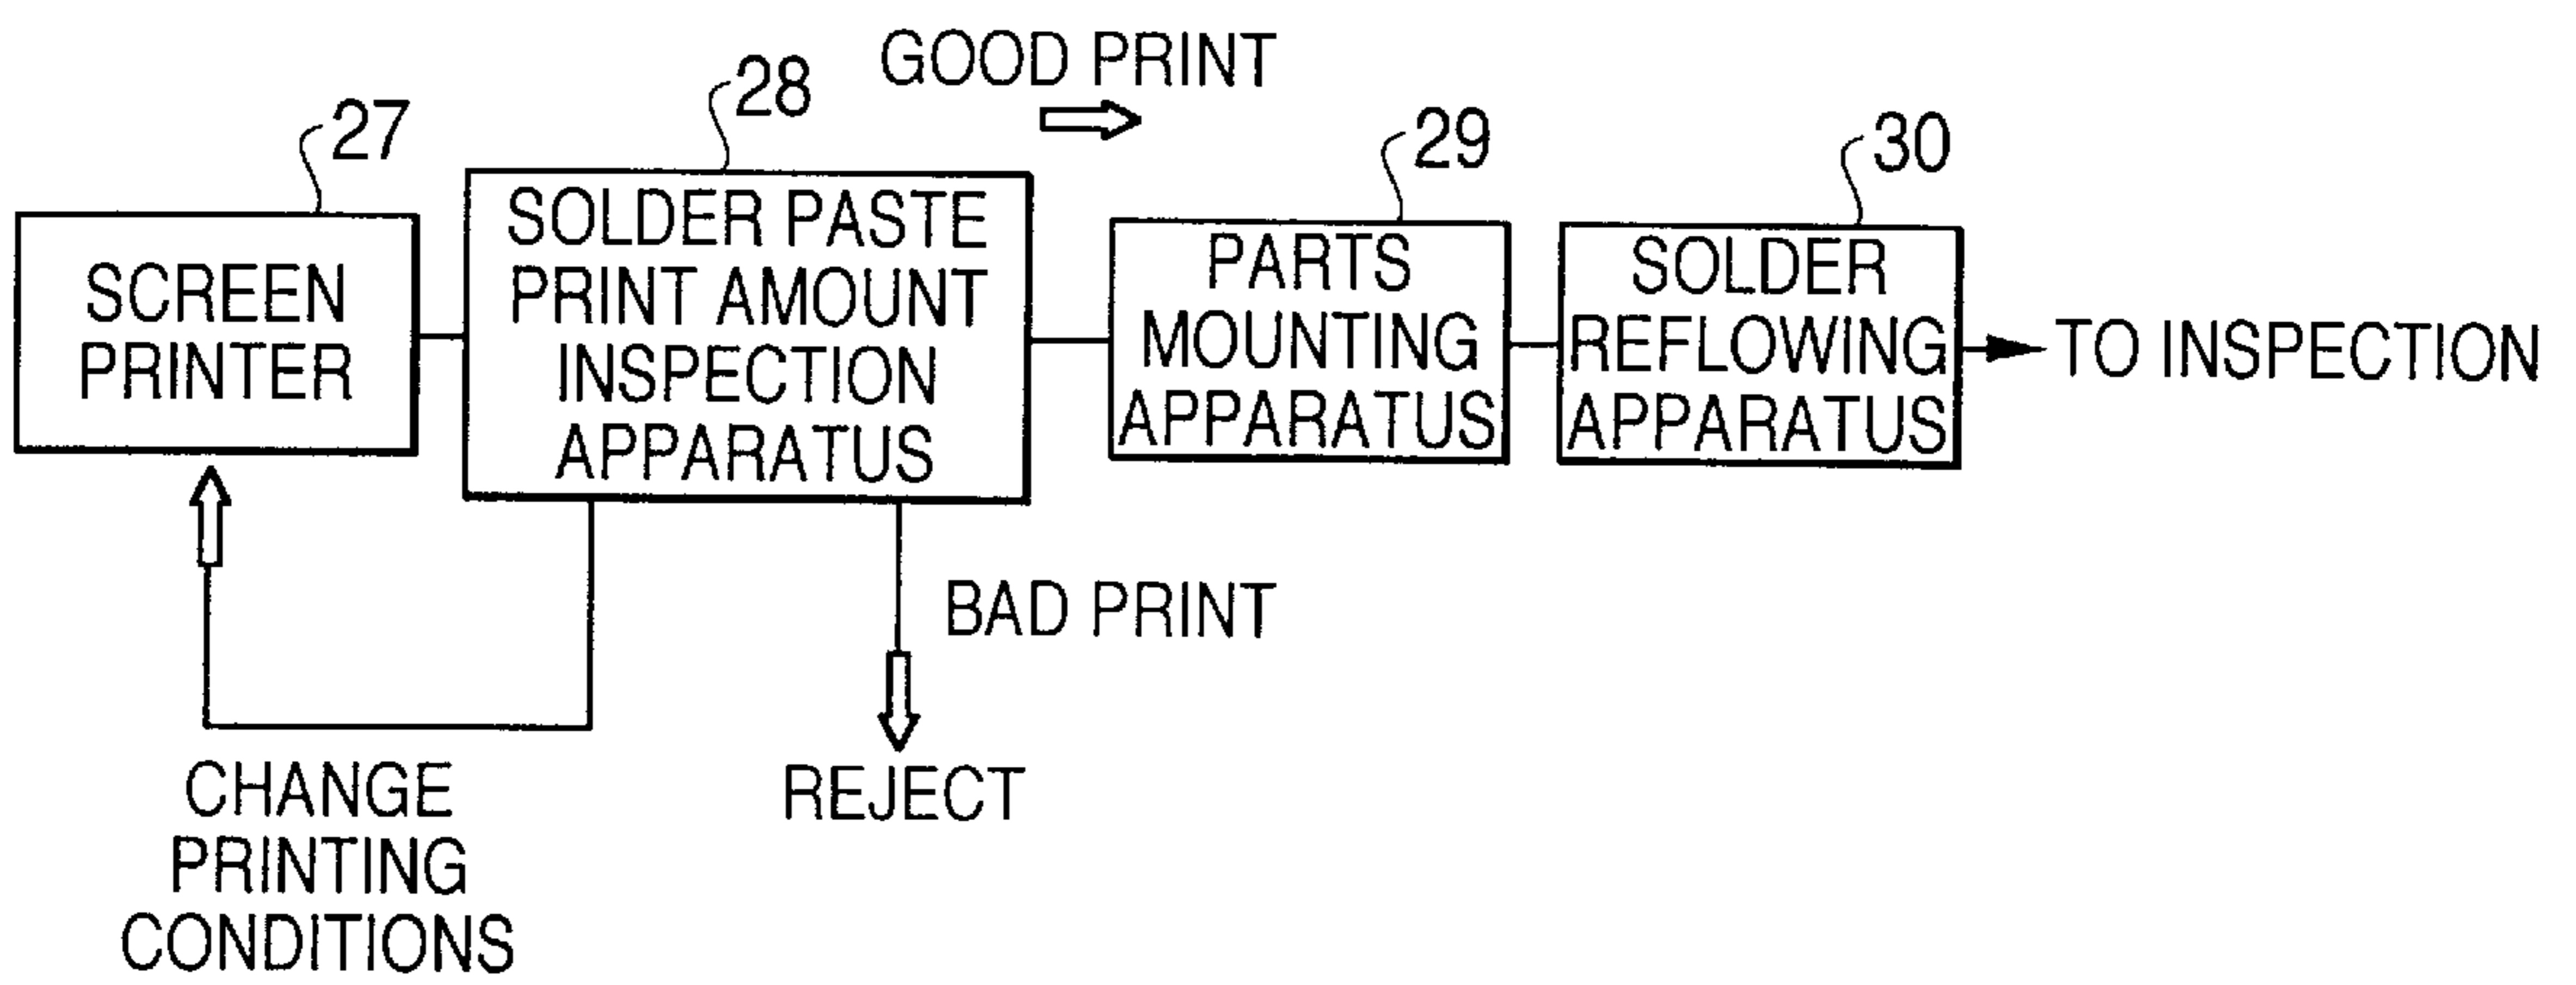 GOOD PRINT
27
28
29
30
SCREEN
PRINTER
SOLDER PASTE
PRINT AMOUNT
INSPECTION
APPARATUS
PARTS
MOUNTING
APPARATUS
SOLDER
REFLOWING
APPARATUS
TO INSPECTION
BAD PRINT
REJECT
CHANGE
PRINTING
CONDITIONS